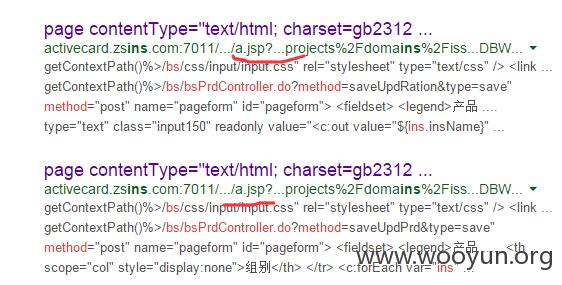 page contentType="text/html; charset=gb2312 ...
activecard.zsins.com:7011/.../a.jsp?...projects%2Fdomains%2Fiss...DBW...
getContextPath()%>/bs/css/input/input.css" rel="stylesheet" type="text/css" /> <link ...
getContextPath()%>/bs/bsPrdController.do?method=saveUpdRation&type=save"
method="post" name="pageform" id="pageform"> <fieldset> <legend>产品 ....
type="text" class="input150" readonly value="<c:out value="${ins.insName}" ...
page contentType="text/html; charset=gb2312 ...
activecard.zsins.com:7011/.../a.jsp?...projects%2Fdomains%2Fiss...DBW...
getContextPath()%>/bs/css/input/input.css" rel="stylesheet" type="text/css" /> <link ...
getContextPath()%>/bs/bsPrdController.do?method=saveUpdPrd&type=save"
method="post" name="pageform" id="pageform"> <fieldset> <legend>产品 ..... <th
scope="col" style="display:none">组别</th> </tr> <c:forEach var="ins" ...
www.wooyun.org